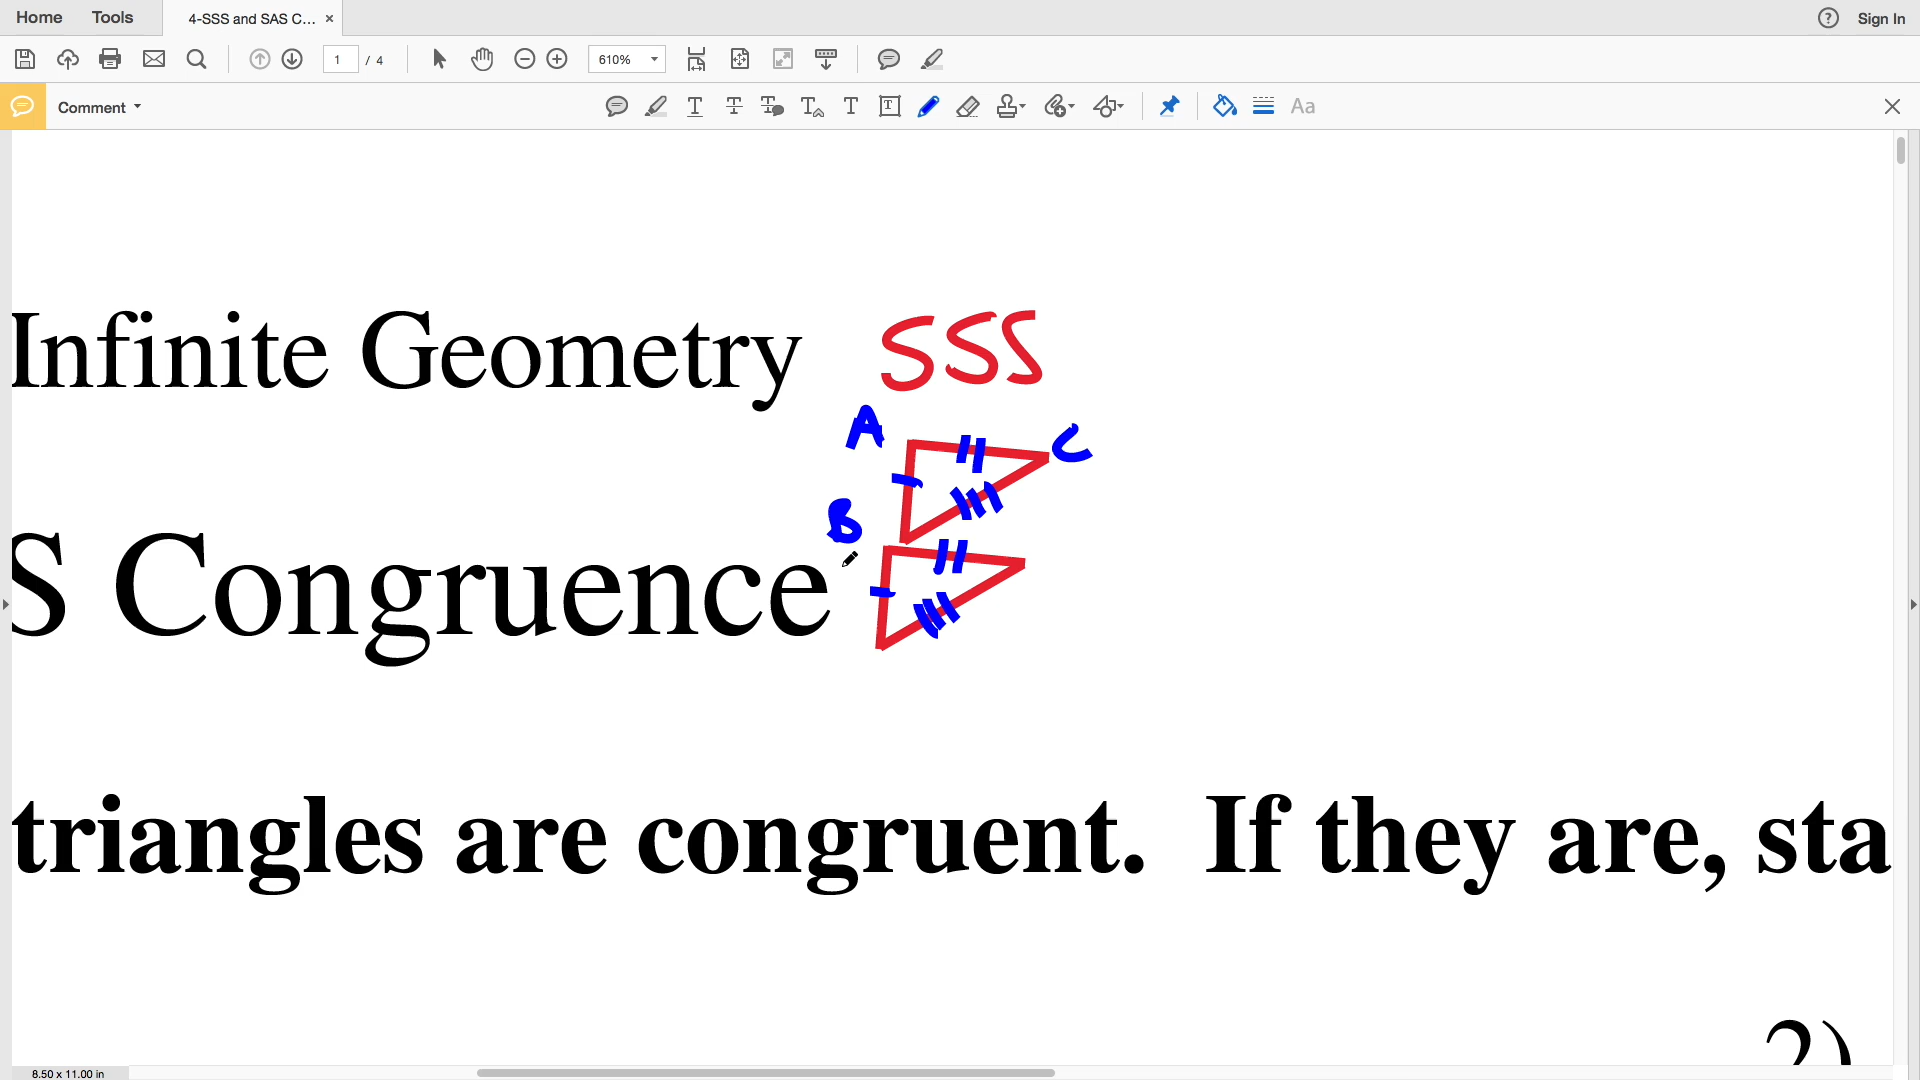 Home Tools 4-SSS and SAS C... × ? Sign In
1 / 4 610%
Comment T T T T T T Aa
Infinite Geometry SSS
A C
B
S Congruence
triangles are congruent. If they are, sta
2)
8.50 x 11.00 in